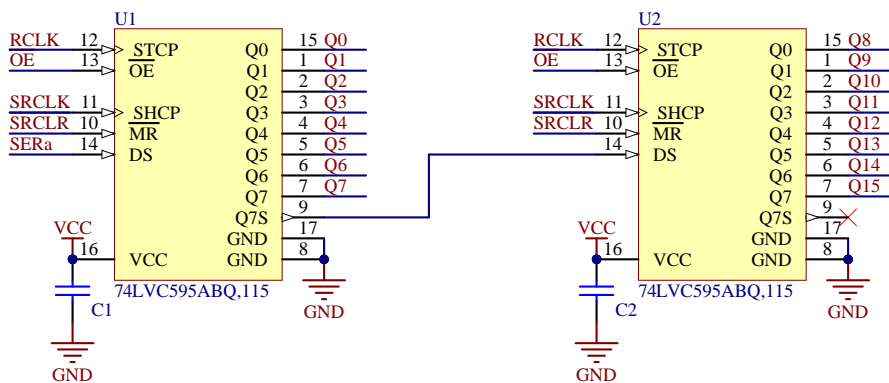 U1
RCLK 12 STCP Q0 15 Q0
OE 13 OE Q1 1 Q1
Q2 2 Q2
SRCLK 11 SHCP Q3 3 Q3
SRCLR 10 MR Q4 4 Q4
SERa 14 DS Q5 5 Q5
Q6 6 Q6
Q7 7 Q7
Q7S 9
GND 17
VCC 16 VCC GND 8
74LVC595ABQ,115
C1
GND
GND
U2
RCLK 12 STCP Q0 15 Q8
OE 13 OE Q1 1 Q9
Q2 2 Q10
SRCLK 11 SHCP Q3 3 Q11
SRCLR 10 MR Q4 4 Q12
14 DS Q5 5 Q13
Q6 6 Q14
Q7 7 Q15
Q7S 9
GND 17
VCC 16 VCC GND 8
74LVC595ABQ,115
C2
GND
GND